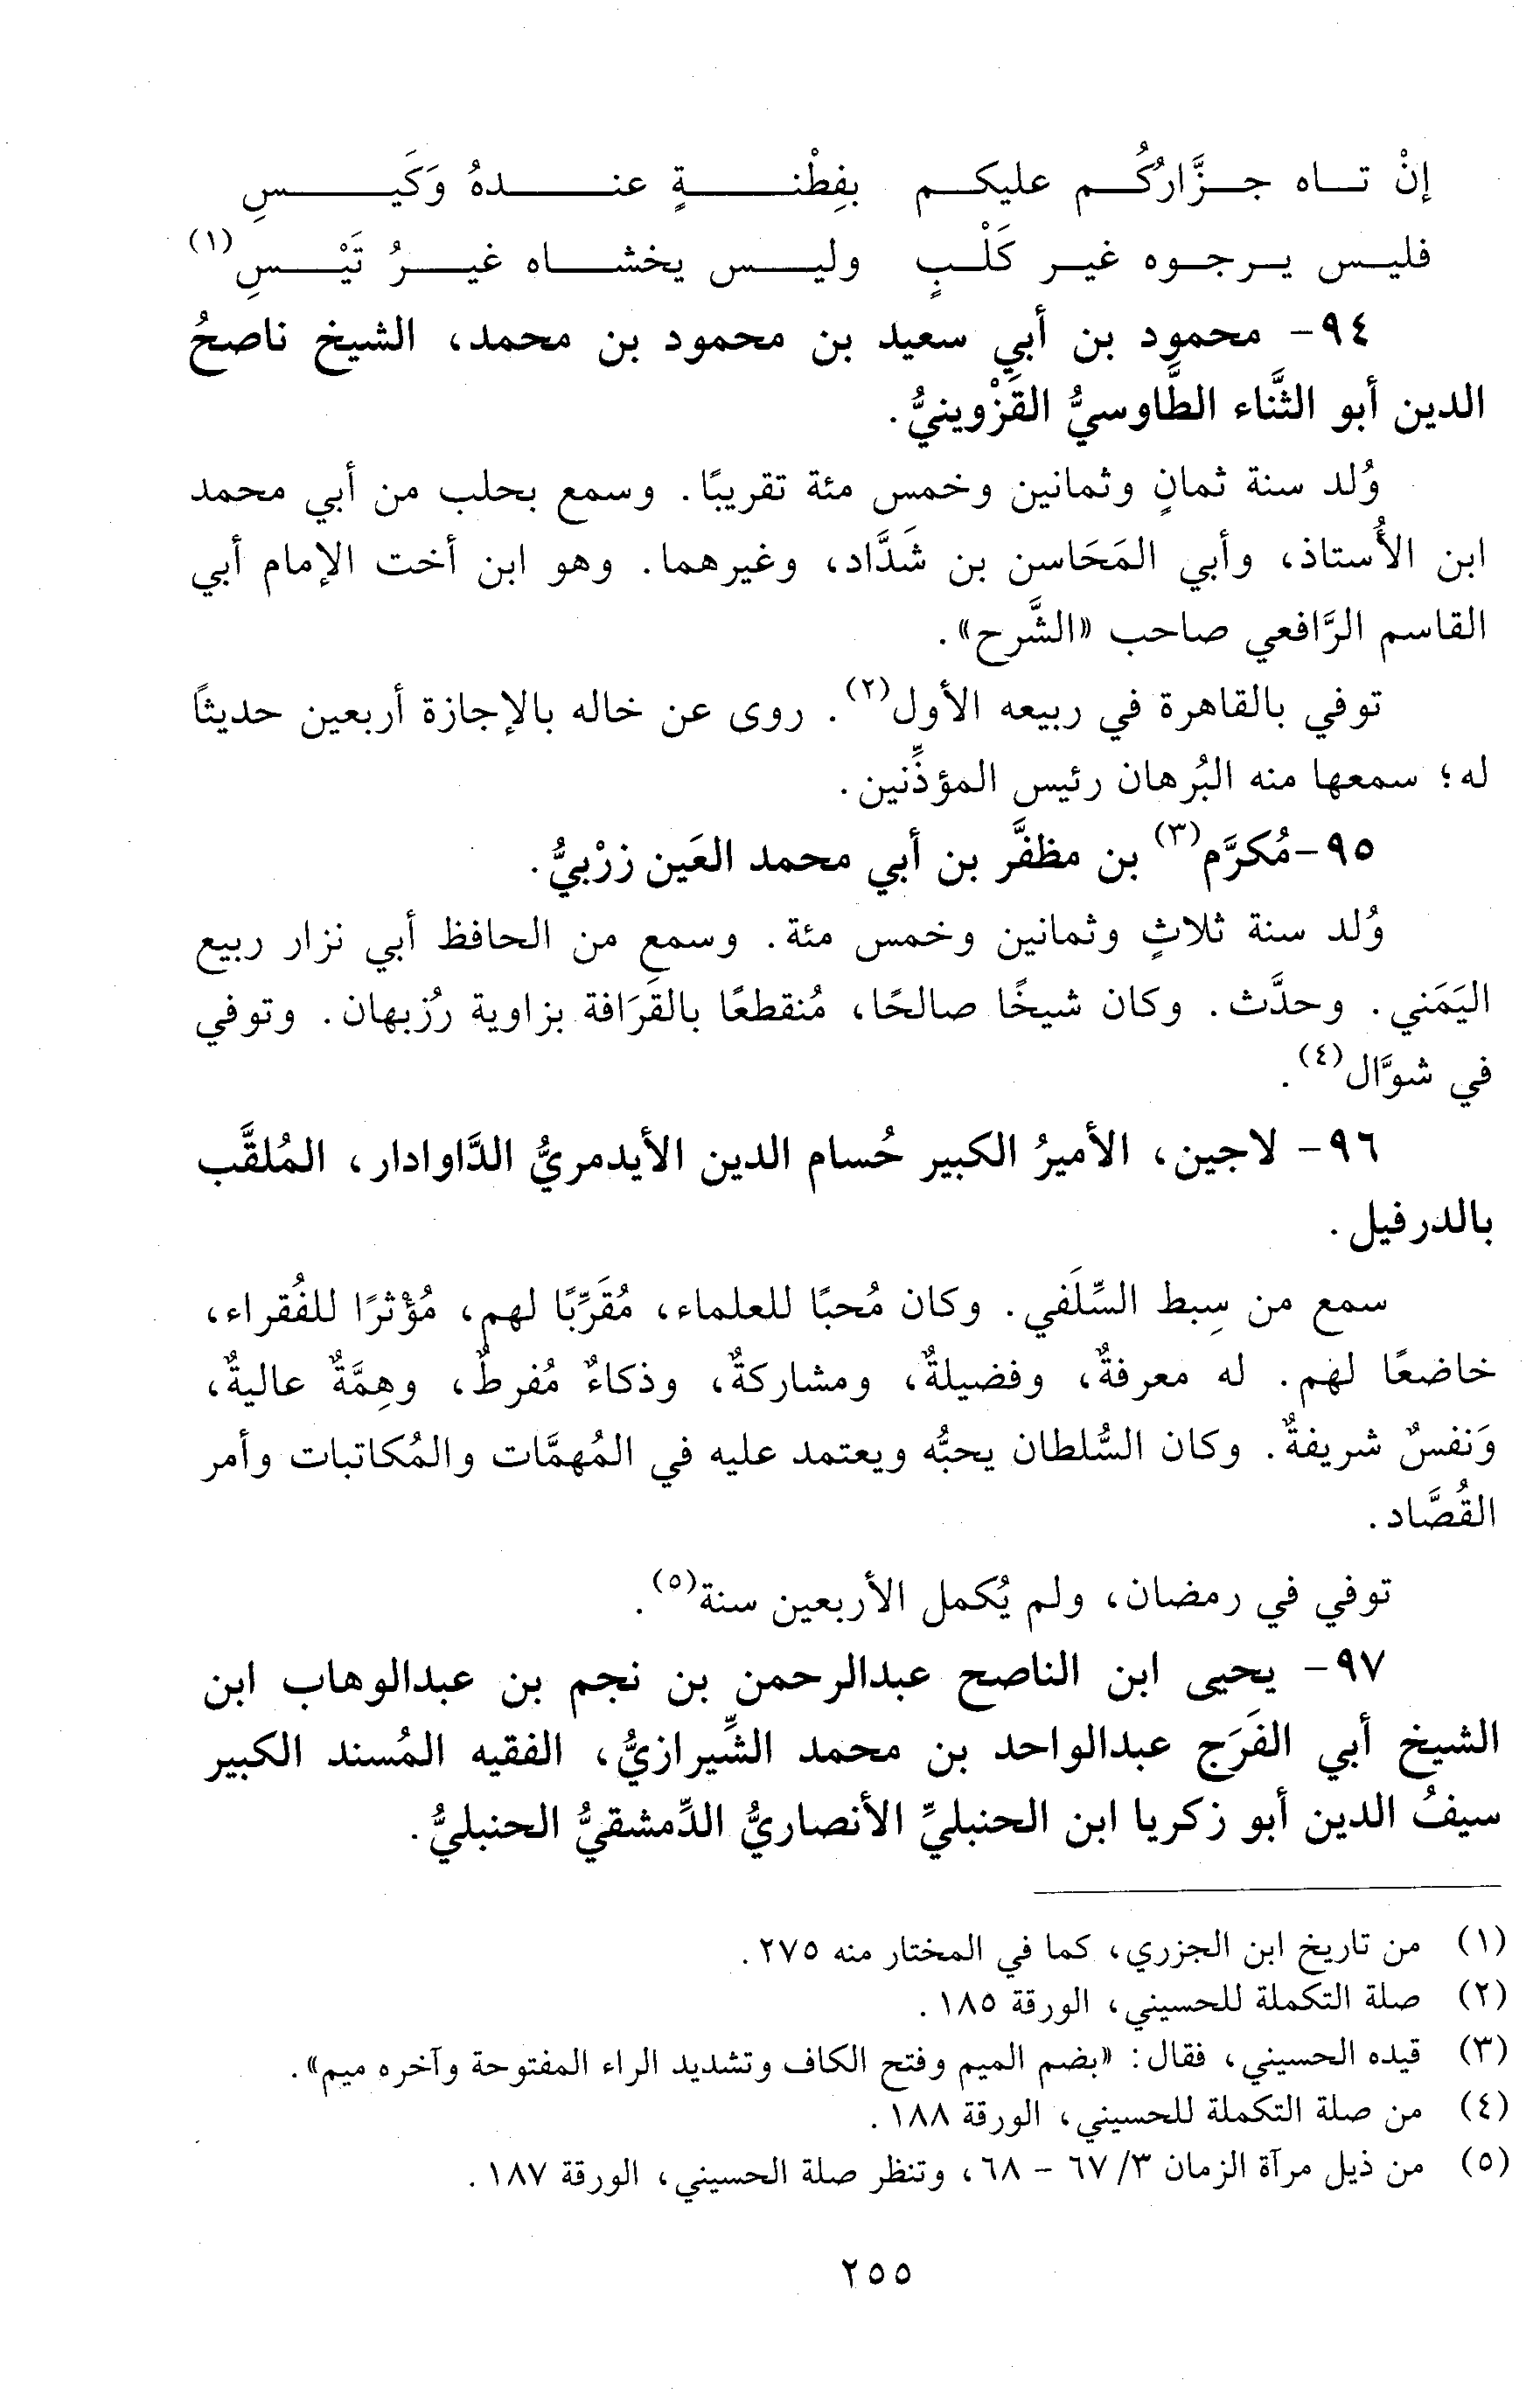 إنْ تاه جزَّارُكُم عليكم بفِطْنةٍ عندهُ وَكَيسِ
فليس يرجوه غير كَلْبٍ وليس يخشاه غيرُ تَيْسِ(١)
٩٤- محمود بن أبي سعيد بن محمود بن محمد، الشيخ ناصحُ
الدين أبو الثَّناء الطَّاوسيُّ القَزْوينيُّ.
وُلد سنة ثمانٍ وثمانين وخمس مئة تقريبًا. وسمع بحلب من أبي محمد
ابن الأُستاذ، وأبي المَحَاسن بن شَدَّاد، وغيرهما. وهو ابن أخت الإمام أبي
القاسم الرَّافعي صاحب «الشَّرح».
توفي بالقاهرة في ربيعه الأول(٢). روى عن خاله بالإجازة أربعين حديثًا
له؛ سمعها منه البُرهان رئيس المؤذِّنين.
٩٥-مُكرَّم(٣) بن مظفَّر بن أبي محمد العَين زرْبيُّ.
وُلد سنة ثلاثٍ وثمانين وخمس مئة. وسمع من الحافظ أبي نزار ربيع
اليَمَني. وحدَّث. وكان شيخًا صالحًا، مُنقطعًا بالقَرَافة بزاوية رُزبهان. وتوفي
في شوَّال(٤).
٩٦- لاجين، الأميرُ الكبير حُسام الدين الأيدمريُّ الدَّاوادار، المُلقَّب
بالدرفيل.
سمع من سِبط السِّلَفي. وكان مُحبًا للعلماء، مُقَرِّبًا لهم، مُؤْثرًا للفُقراء،
خاضعًا لهم. له معرفةٌ، وفضيلةٌ، ومشاركةٌ، وذكاءٌ مُفرطٌ، وهِمَّةٌ عاليةٌ،
وَنفسٌ شريفةٌ. وكان السُّلطان يحبُّه ويعتمد عليه في المُهمَّات والمُكاتبات وأمر
القُصَّاد.
توفي في رمضان، ولم يُكمل الأربعين سنة(٥).
٩٧- يحيى ابن الناصح عبدالرحمن بن نجم بن عبدالوهاب ابن
الشيخ أبي الفَرَج عبدالواحد بن محمد الشِّيرازيُّ، الفقيه المُسند الكبير
سيفُ الدين أبو زكريا ابن الحنبليِّ الأنصاريُّ الدِّمشقيُّ الحنبليُّ.
(١) من تاريخ ابن الجزري، كما في المختار منه ٢٧٥.
(٢) صلة التكملة للحسيني، الورقة ١٨٥.
(٣) قيده الحسيني، فقال: «بضم الميم وفتح الكاف وتشديد الراء المفتوحة وآخره ميم».
(٤) من صلة التكملة للحسيني، الورقة ١٨٨.
(٥) من ذيل مرآة الزمان ٣/ ٦٧ - ٦٨، وتنظر صلة الحسيني، الورقة ١٨٧.
٢٥٥